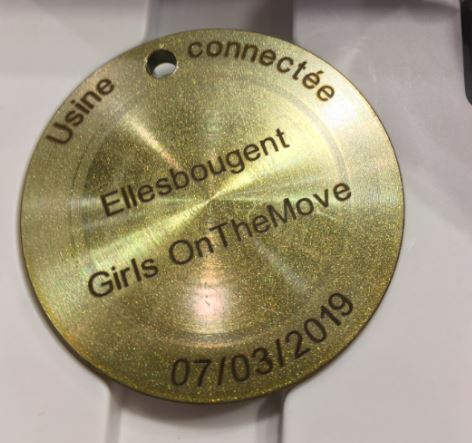 Usine connectée
Ellesbougent
Girls OnTheMove
07/03/2019